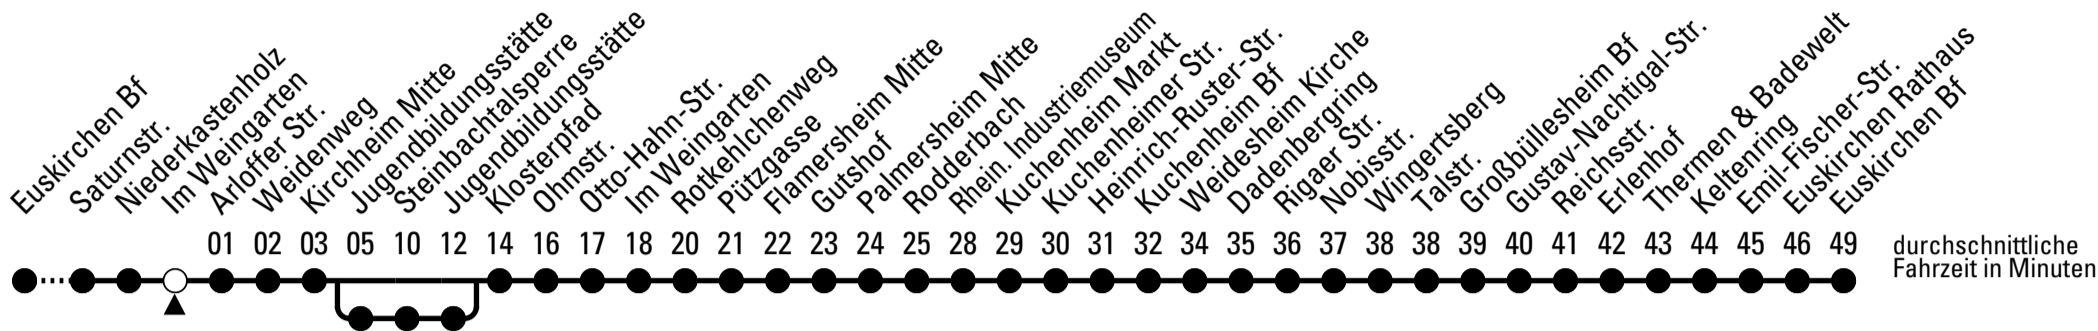 Euskirchen Bf
Saturnstr.
Niederkastenholz
Im Weingarten
Arloffer Str.
Weidenweg
Kirchheim Mitte
Jugendbildungsstätte
Steinbachtalsperre
Jugendbildungsstätte
Klosterpfad
Ohmstr.
Otto-Hahn-Str.
Im Weingarten
Rotkehlchenweg
Pützgasse
Flamersheim Mitte
Gutshof
Palmersheim Mitte
Rodderbach
Rhein. Industriemuseum
Kuchenheim Markt
Kuchenheimer Str.
Heinrich-Ruster-Str.
Kuchenheim Bf
Weidesheim Kirche
Dadenbergring
Rigaer Str.
Nobisstr.
Wingertsberg
Talstr.
Großbüllesheim Bf
Gustav-Nachtigal-Str.
Reichsstr.
Erlenhof
Thermen & Badewelt
Keltenring
Emil-Fischer-Str.
Euskirchen Rathaus
Euskirchen Bf
01 02 03 05 10 12 14 16 17 18 20 21 22 23 24 25 28 29 30 31 32 34 35 36 37 38 38 39 40 41 42 43 44 45 46 49
durchschnittliche
Fahrzeit in Minuten